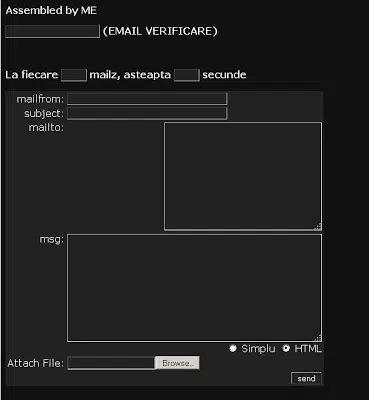 Assembled by ME
(EMAIL VERIFICARE)
La fiecare mailz, asteapta secunde
mailfrom:
subject:
mailto:
msg:
Simplu HTML
Attach File: Browse...
send